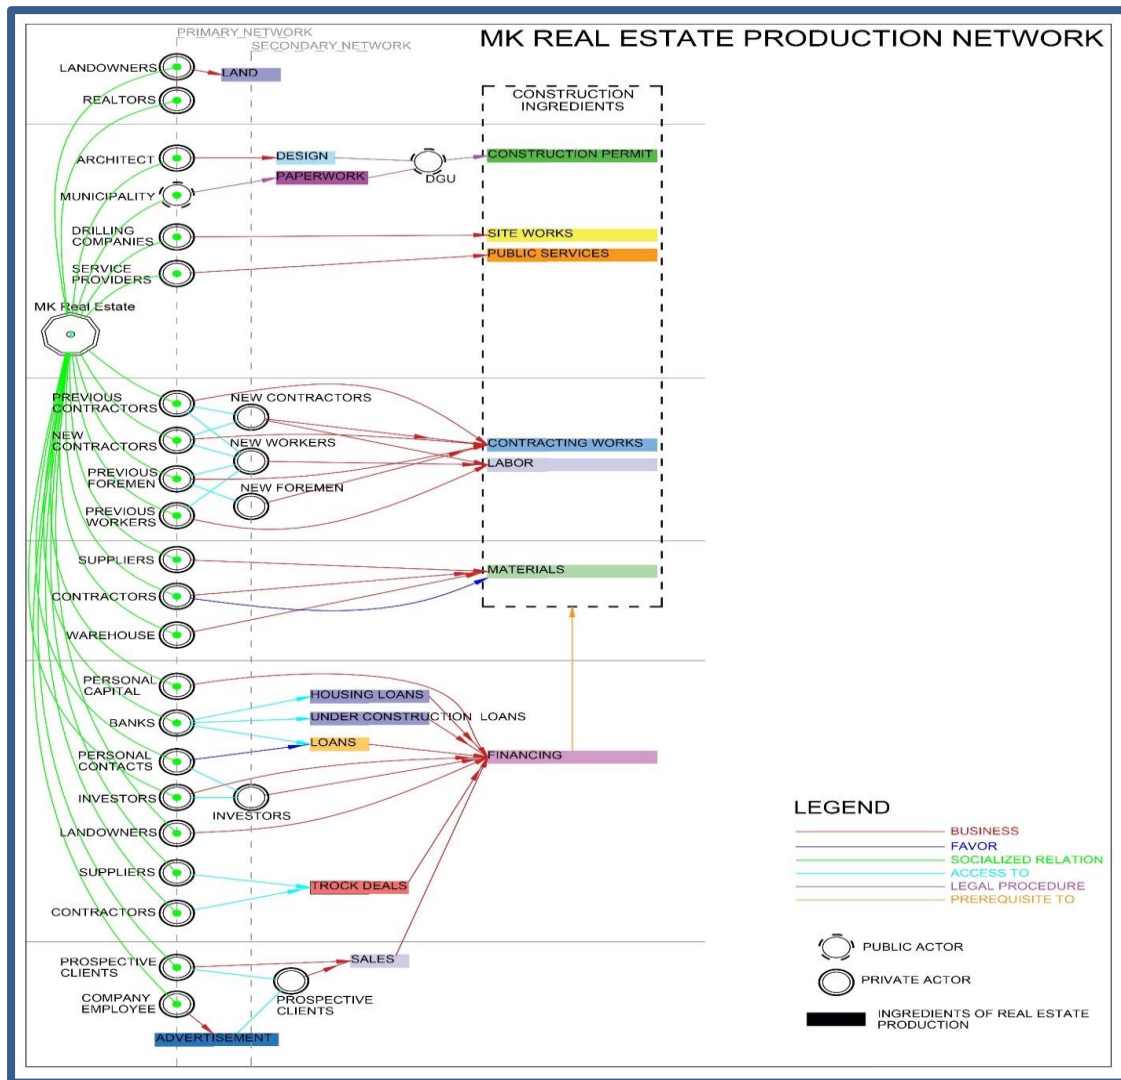 PRIMARY NETWORK
SECONDARY NETWORK
MK REAL ESTATE PRODUCTION NETWORK
LANDOWNERS
LAND
REALTORS
CONSTRUCTION
INGREDIENTS
ARCHITECT
DESIGN
CONSTRUCTION PERMIT
PAPERWORK
DGU
MUNICIPALITY
DRILLING
COMPANIES
SITE WORKS
PUBLIC SERVICES
SERVICE
PROVIDERS
MK Real Estate
PREVIOUS
CONTRACTORS
NEW CONTRACTORS
NEW
CONTRACTORS
NEW WORKERS
CONTRACTING WORKS
LABOR
PREVIOUS
FOREMEN
NEW FOREMEN
PREVIOUS
WORKERS
SUPPLIERS
MATERIALS
CONTRACTORS
WAREHOUSE
PERSONAL
CAPITAL
HOUSING LOANS
BANKS
UNDER CONSTRUCTION LOANS
LOANS
PERSONAL
CONTACTS
FINANCING
INVESTORS
INVESTORS
LANDOWNERS
SUPPLIERS
TROCK DEALS
CONTRACTORS
PROSPECTIVE
CLIENTS
SALES
PROSPECTIVE
CLIENTS
COMPANY
EMPLOYEE
ADVERTISEMENT
LEGEND
BUSINESS
FAVOR
SOCIALIZED RELATION
ACCESS TO
LEGAL PROCEDURE
PREREQUISITE TO
PUBLIC ACTOR
PRIVATE ACTOR
INGREDIENTS OF REAL ESTATE
PRODUCTION